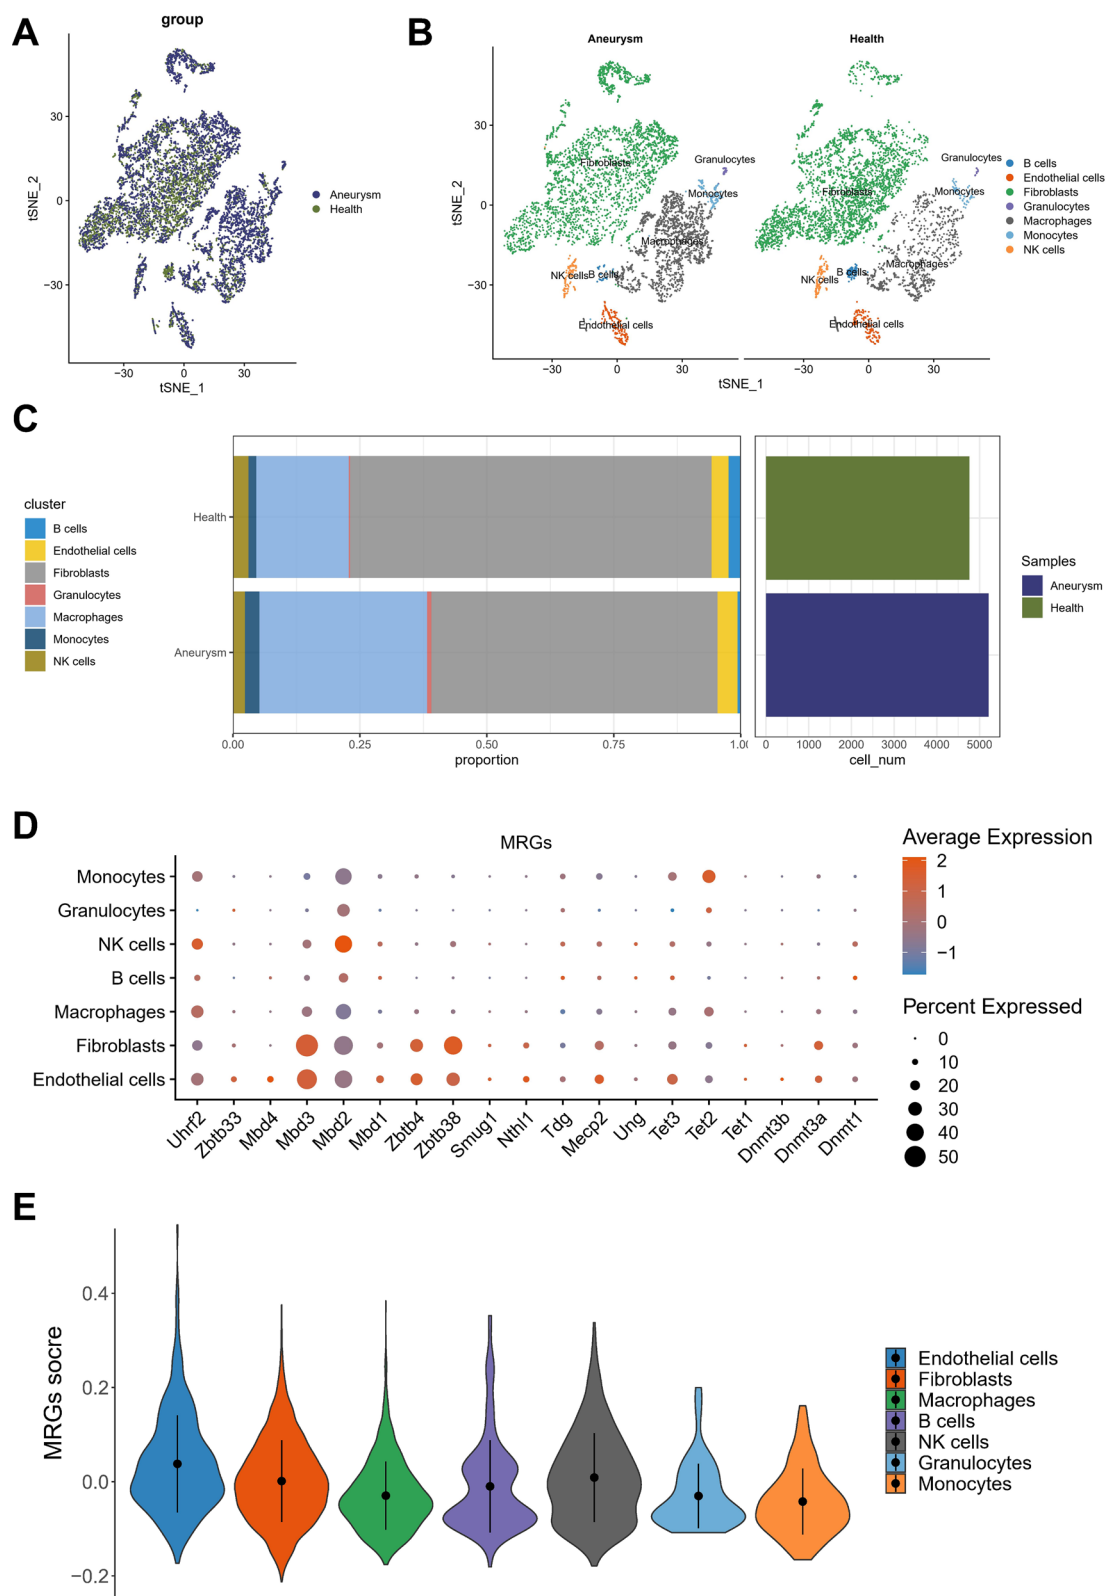 A
group
30
0
−30
tSNE_2
−30
0
30
tSNE_1
Aneurysm
Health
B
Aneurysm
Health
30
0
−30
tSNE_2
Fibroblasts
Granulocytes
Monocytes
Macrophages
NK cells
B cells
Endothelial cells
Granulocytes
Monocytes
Fibroblasts
Macrophages
B cells
NK cells
Endothelial cells
−30
0
30
−30
0
30
tSNE_1
B cells
Endothelial cells
Fibroblasts
Granulocytes
Macrophages
Monocytes
NK cells
C
cluster
B cells
Endothelial cells
Fibroblasts
Granulocytes
Macrophages
Monocytes
NK cells
Health
Aneurysm
0.00
0.25
0.50
0.75
1.0
proportion
0
1000
2000
3000
4000
5000
cell_num
Samples
Aneurysm
Health
D
MRGs
Monocytes
Granulocytes
NK cells
B cells
Macrophages
Fibroblasts
Endothelial cells
Uhrf2
Zbtb33
Mbd4
Mbd3
Mbd2
Mbd1
Zbtb4
Zbtb38
Smug1
Nthl1
Tdg
Mecp2
Ung
Tet3
Tet2
Tet1
Dnmt3b
Dnmt3a
Dnmt1
Average Expression
2
1
0
−1
Percent Expressed
0
10
20
30
40
50
E
MRGs socre
0.4
0.2
0.0
−0.2
Endothelial cells
Fibroblasts
Macrophages
B cells
NK cells
Granulocytes
Monocytes